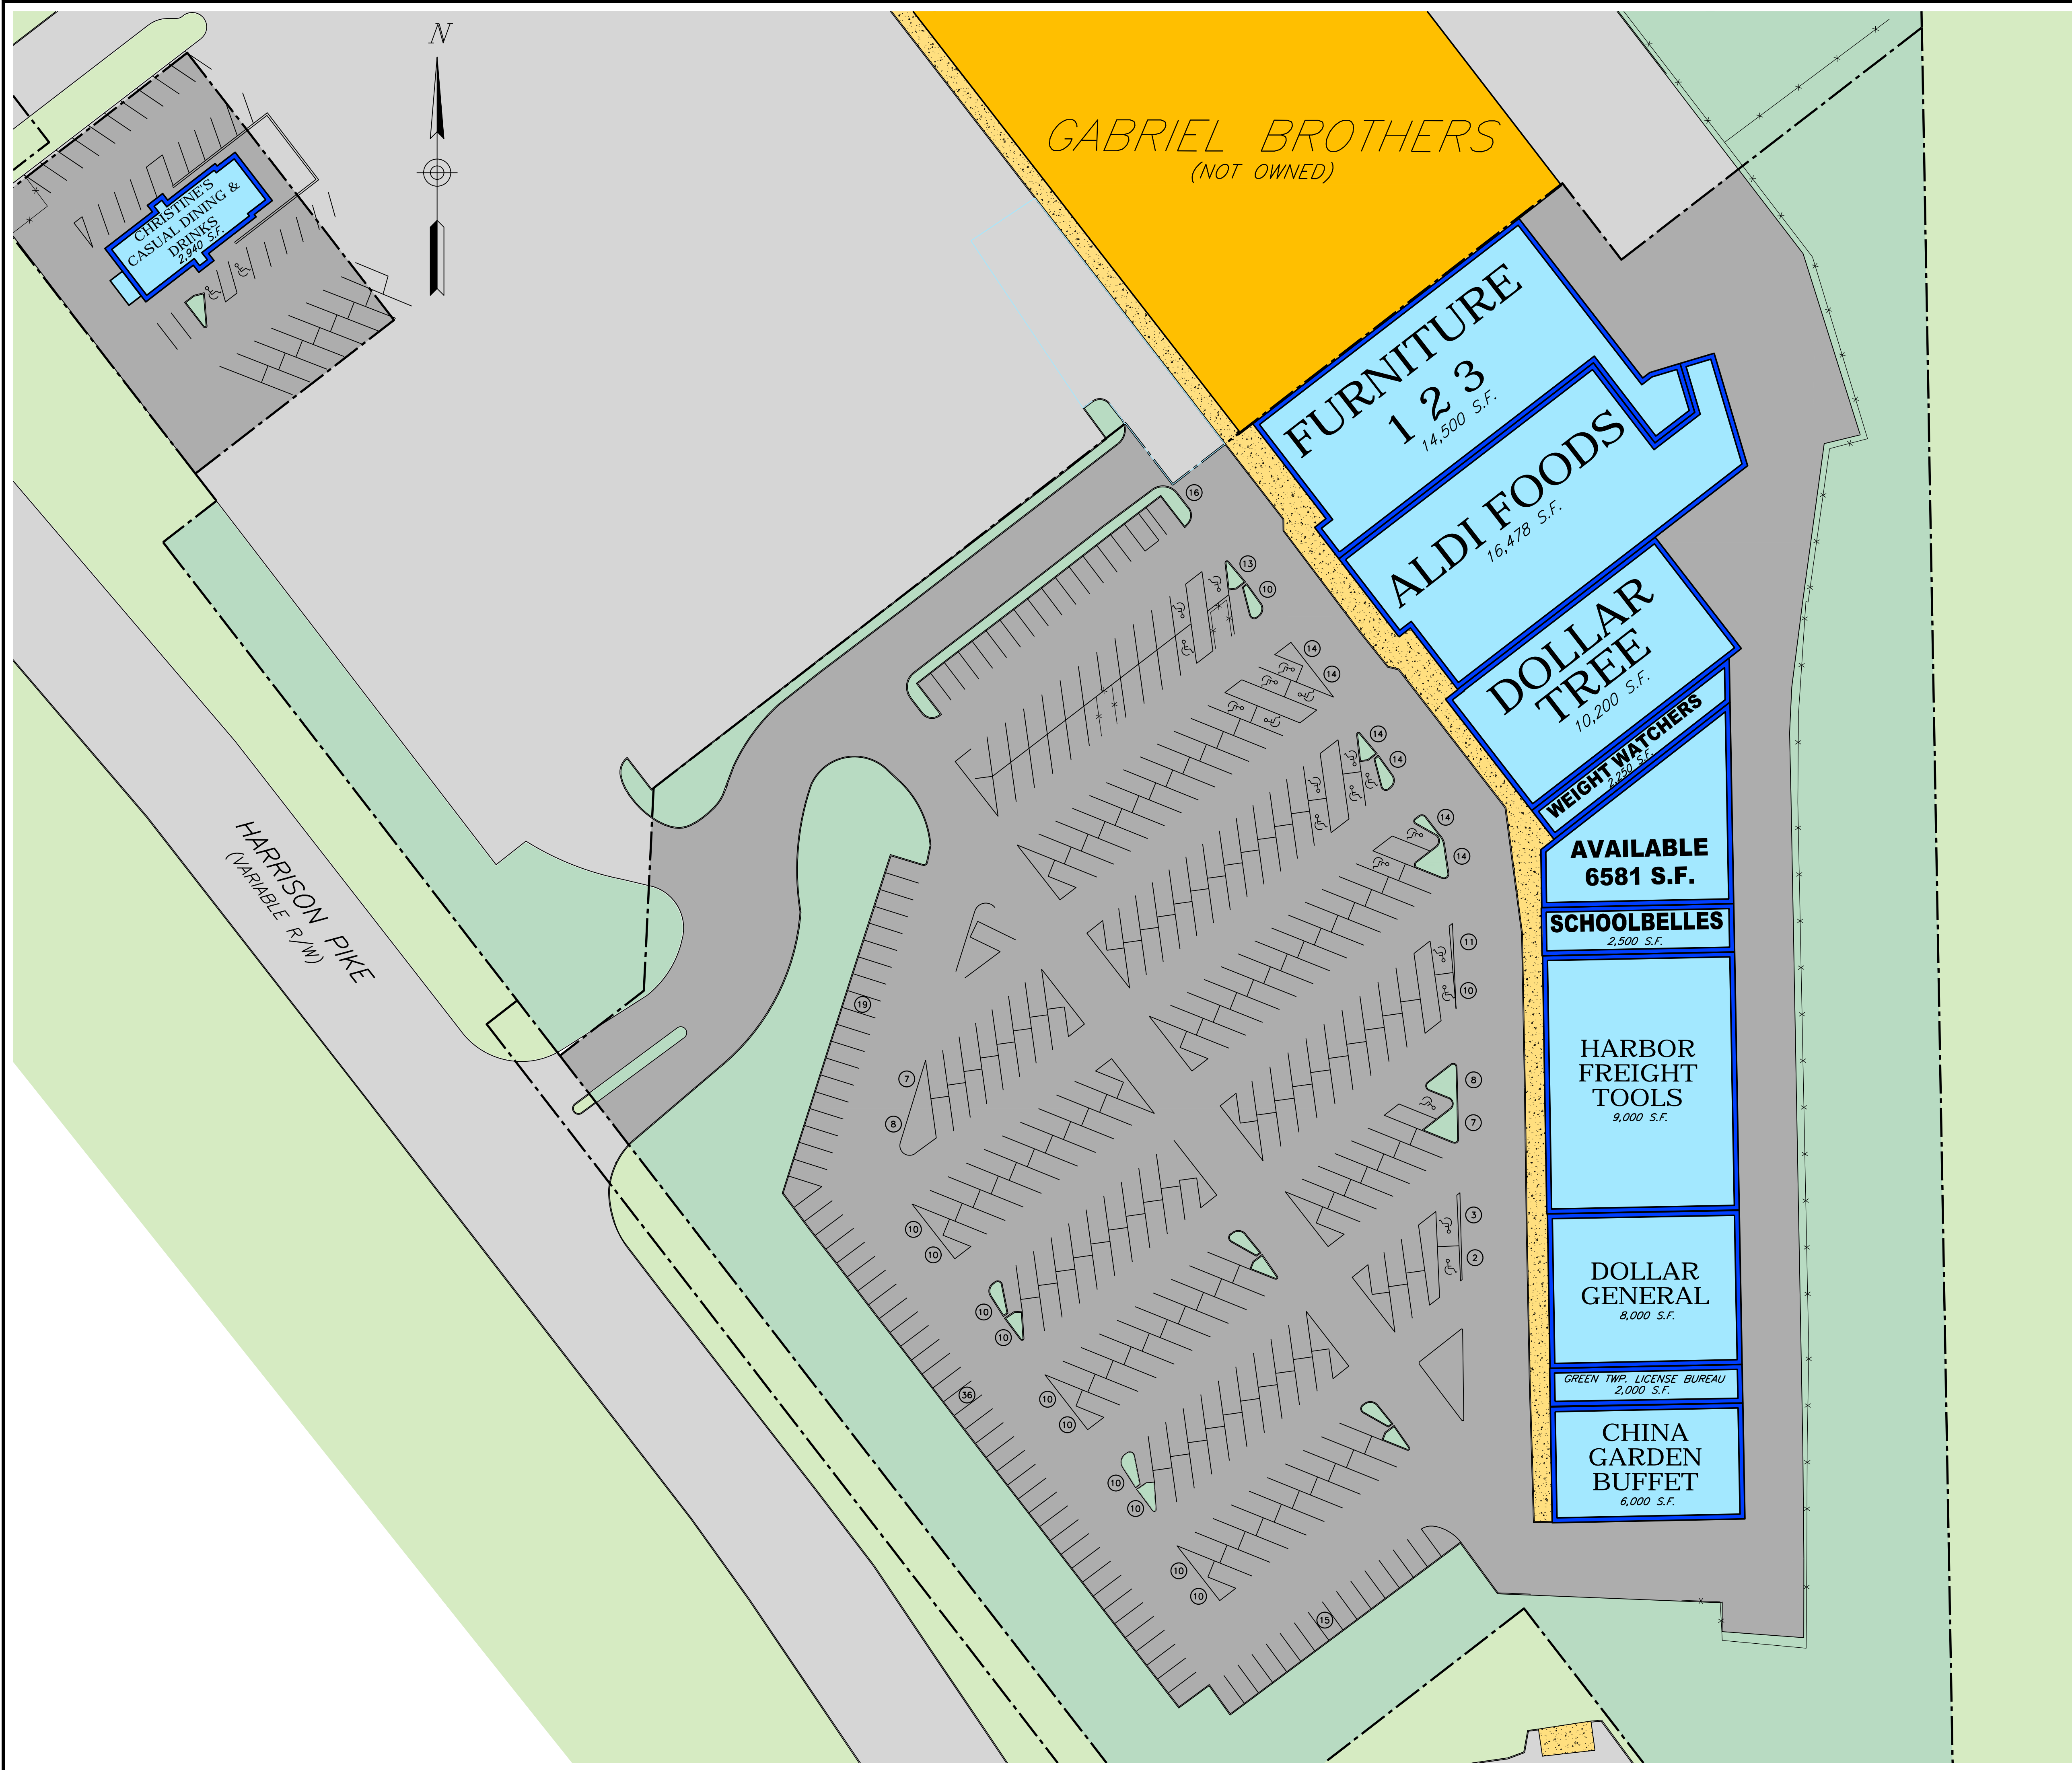 N
GABRIEL BROTHERS
(NOT OWNED)
CHRISTINE'S
CASUAL DINING &
DRINKS
2,940 S.F.
FURNITURE
1 2 3
14,500 S.F.
ALDI FOODS
16,478 S.F.
DOLLAR
TREE
10,200 S.F.
WEIGHT WATCHERS
2,250 S.F.
AVAILABLE
6581 S.F.
SCHOOLBELLES
2,500 S.F.
HARBOR
FREIGHT
TOOLS
9,000 S.F.
DOLLAR
GENERAL
8,000 S.F.
GREEN TWP. LICENSE BUREAU
2,000 S.F.
CHINA
GARDEN
BUFFET
6,000 S.F.
HARRISON PIKE
(VARIABLE R/W)
16
13
10
14
14
14
14
14
14
11
10
19
7
8
8
7
10
10
3
2
10
10
36
10
10
10
10
10
10
15